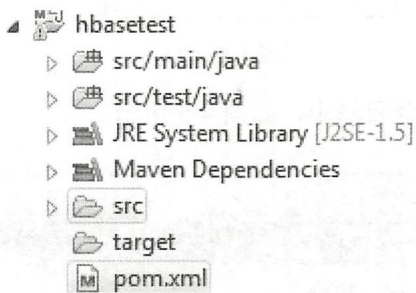 hbasetest
src/main/java
src/test/java
JRE System Library [J2SE-1.5]
Maven Dependencies
src
target
pom.xml